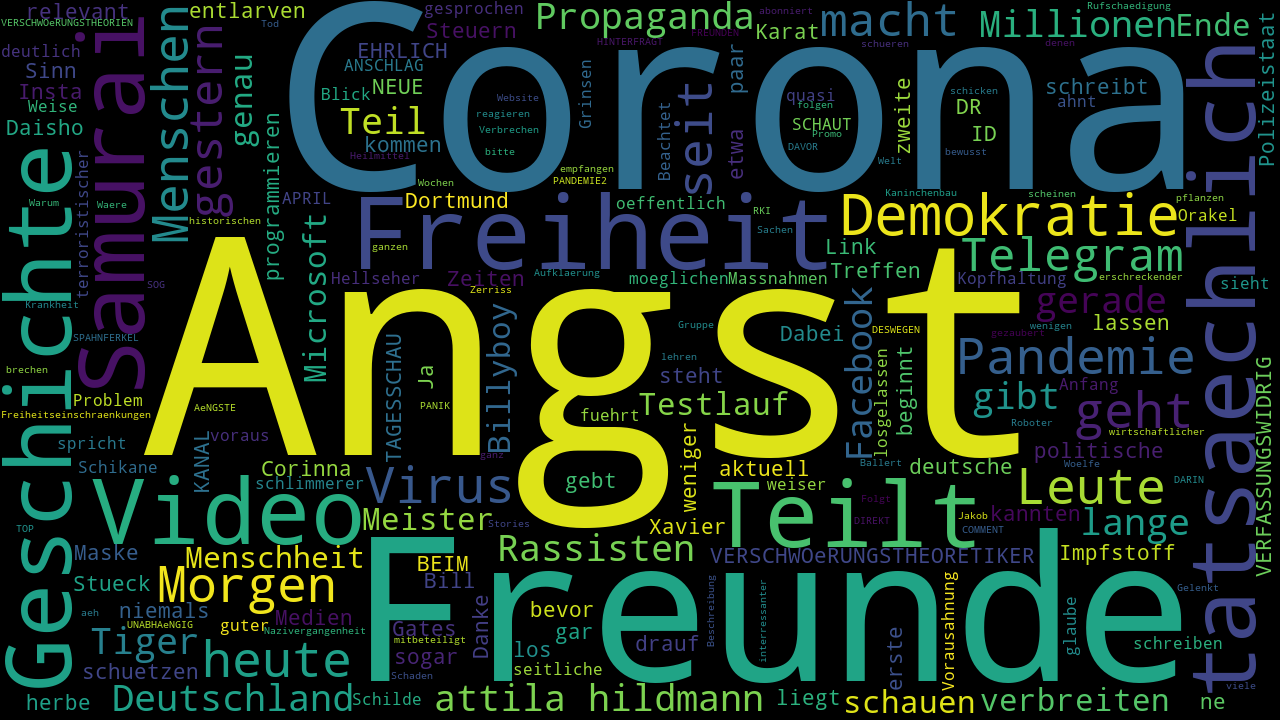 relevant
entlarven
gesprochen
Propaganda
macht
abonniert
Rufschaedigung
VERSCHWOeRUNGSTHEORIEN
Tod
Steuern
HINTERFRAGT
FREUNDEN
Karat
schueren
Millionen
denen
Ende
deutlich
Samurai
Menschen
gestern
genau
EHRLICH
ANSCHLAG
Corona
Sinn
Insta
Weise
Daisho
Blick
NEUE
Teil
kommen
Website
reagieren
Verbrechen
bitte
Grinsen
Beachtet
seit
paar
etwa
quasi
folgen
SCHAUT
Promo
DAVOR
Welt
zweite
schicken
DR
ID
bewusst
schreibt
ahnt
tatsaechlich
Polizeistaat
Heilmittel
Geschichte
Warum
Waere
terroristischer
historischen
programmieren
APRIL
Wochen
empfangen
PANDEMIE2
Dortmund
Freiheit
oeffentlich
RKI
Sachen
Kaninchenbau
scheinen
pflanzen
Demokratie
Orakel
ganzen
Link
Telegram
Microsoft
Hellseher
Zeiten
Zerriss
Aufklaerung
moeglichen
Massnahmen
Treffen
Kopfhaltung
erschreckender
sieht
SOG
Krankheit
Angst
Billyboy
Gruppe
Dabei
Facebook
DESWEGEN
gezaubert
wenigen
gerade
lassen
SPAHNFERKEL
TAGESSCHAU
Ja
lehren
steht
Pandemie
brechen
Problem
AeNGSTE
PANIK
fuehrt
Testlauf
losgelassen
beginnt
gibt
Anfang
geht
VERFASSUNGSWIDRIG
Freiheitseinschraenkungen
Roboter
wirtschaftlicher
spricht
Schikane
KANAL
voraus
Corinna
schlimmerer
ganz
Virus
gebt
weniger
aktuell
weiser
Ballert
deutsche
politische
Woelfe
DARIN
Video
Meister
Stories
Xavier
Teilt
Folgt
DIREKT
Jakob
COMMENT
Leute
kannten
lange
TOP
Maske
Menschheit
BEIM
Rassisten
VERSCHWOeRUNGSTHEORETIKER
Impfstoff
Stueck
Morgen
Bill
Freunde
Gelenkt
aeh
niemals
UNABHAeNGIG
guter
Medien
Nazivergangenheit
Gates
mitbeteiligt
Danke
bevor
gar
los
drauf
Beschreibung
interressanter
erste
Vorausahnung
glaube
schreiben
Tiger
schuetzen
heute
sogar
Schaden
seitliche
viele
herbe
Deutschland
Schilde
attila hildmann
liegt
schauen
verbreiten
ne